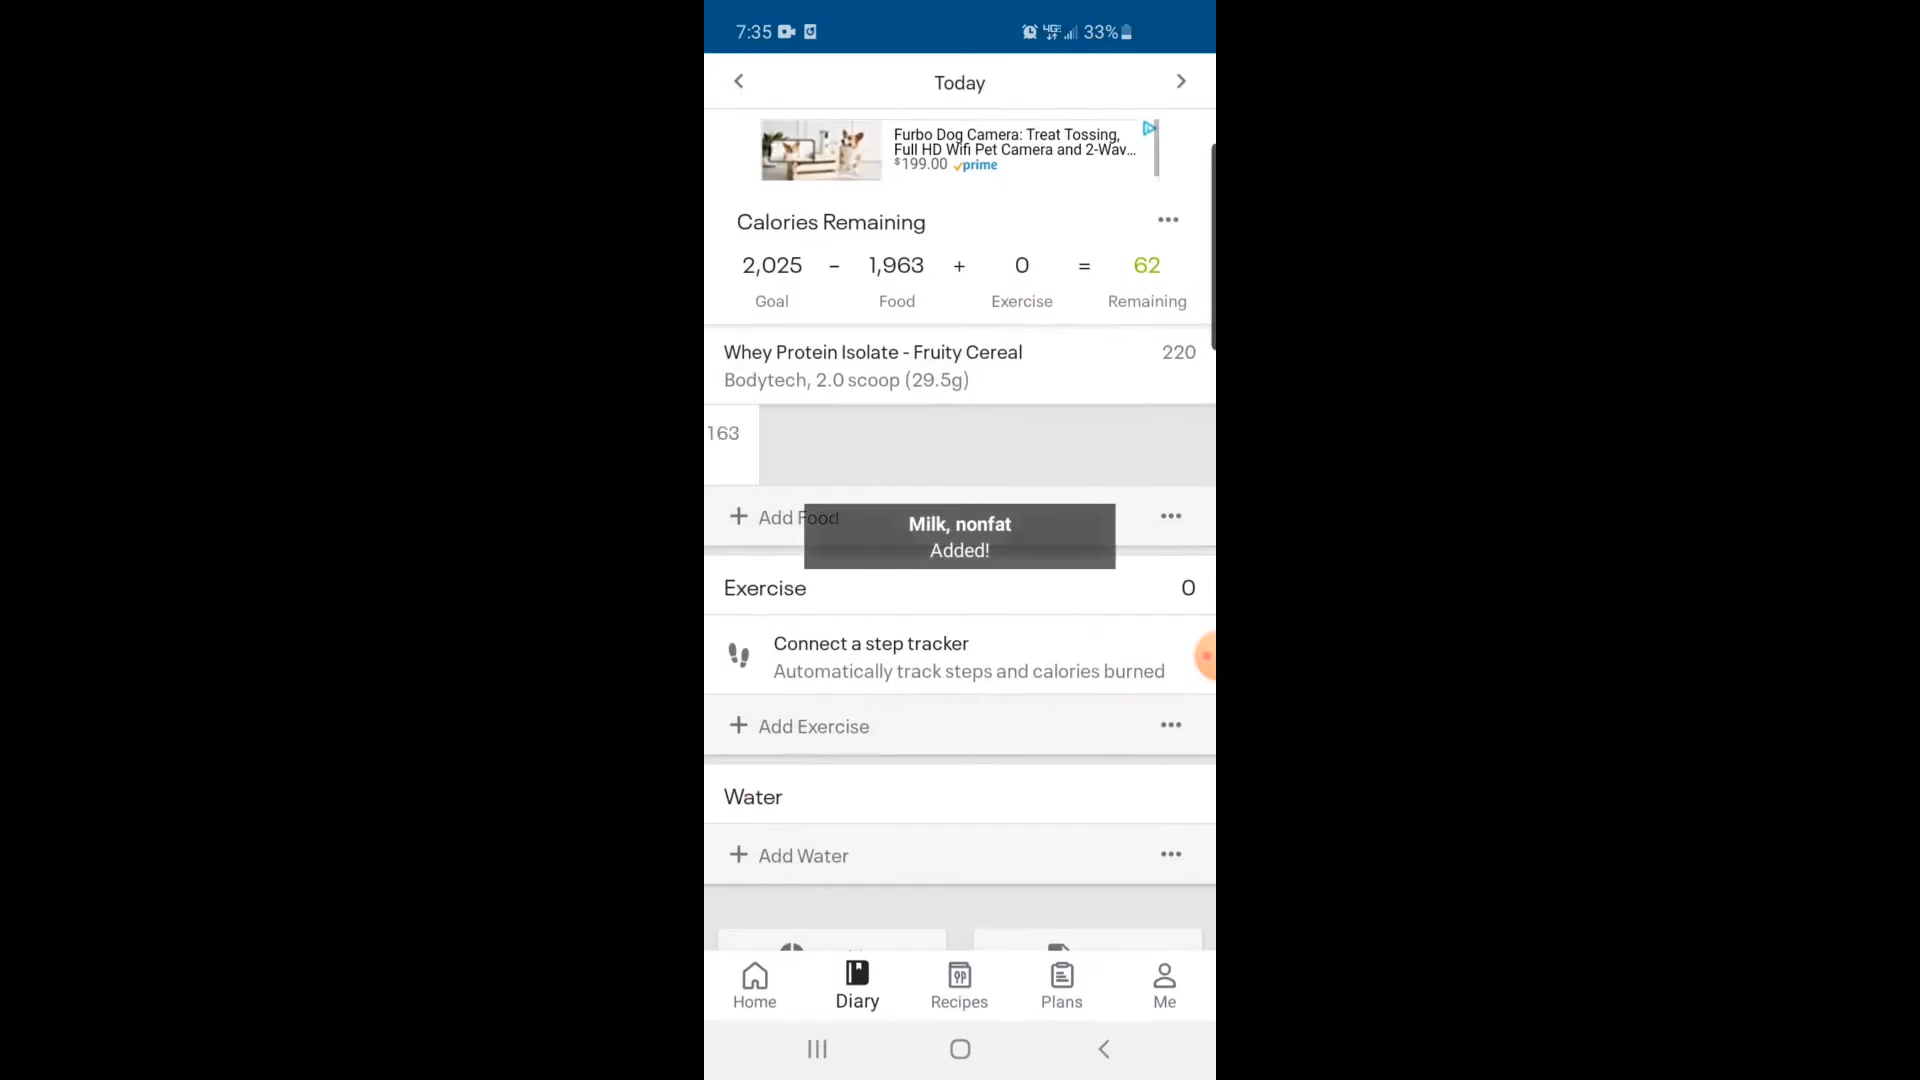 7:35 33%
Today
Furbo Dog Camera: Treat Tossing,
Full HD Wifi Pet Camera and 2-Way...
$199.00 prime
Calories Remaining
2,025 - 1,963 + 0 = 62
Goal Food Exercise Remaining
Whey Protein Isolate - Fruity Cereal 220
Bodytech, 2.0 scoop (29.5g)
163
+ Add Food
Milk, nonfat
Added!
Exercise 0
Connect a step tracker
Automatically track steps and calories burned
+ Add Exercise
Water
+ Add Water
Home Diary Recipes Plans Me